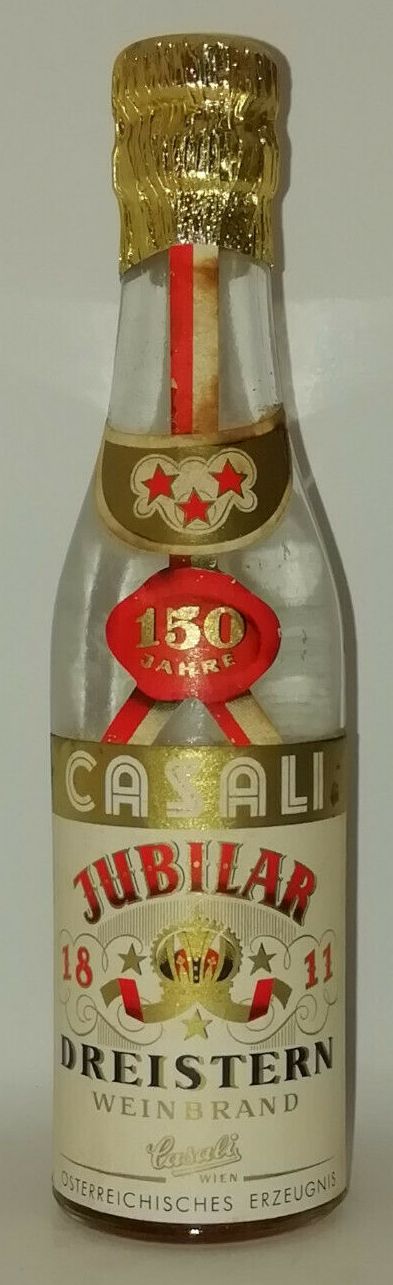 150
JAHRE
CASALI
JUBILAR
18 11
DREISTERN
WEINBRAND
Casali
WIEN
ÖSTERREICHISCHES ERZEUGNIS